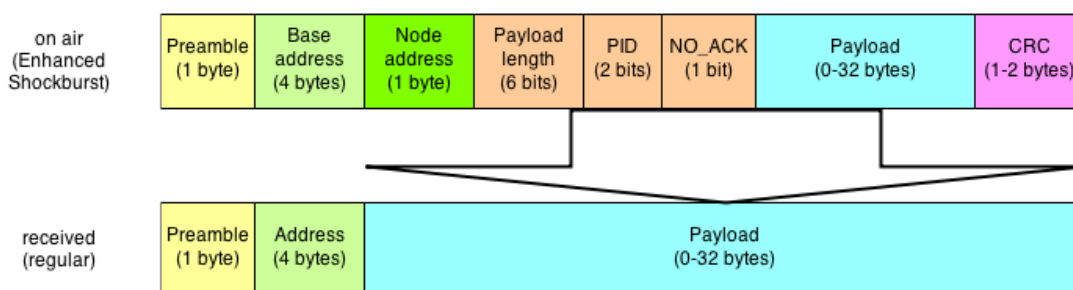 on air
(Enhanced
Shockburst)
Preamble
(1 byte)
Base
address
(4 bytes)
Node
address
(1 byte)
Payload
length
(6 bits)
PID
(2 bits)
NO_ACK
(1 bit)
Payload
(0-32 bytes)
CRC
(1-2 bytes)
received
(regular)
Preamble
(1 byte)
Address
(4 bytes)
Payload
(0-32 bytes)